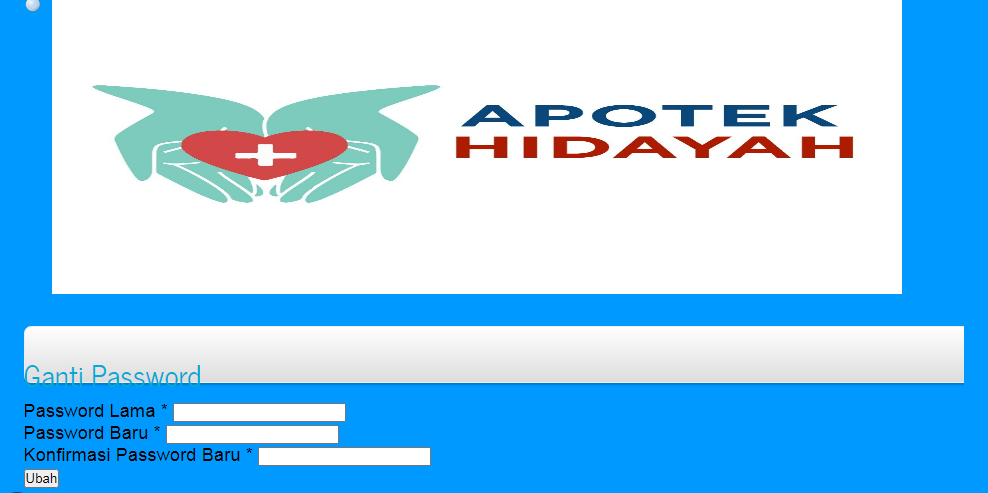 APOTEK
HIDAYAH
Ganti Password
Password Lama *
Password Baru *
Konfirmasi Password Baru *
Ubah